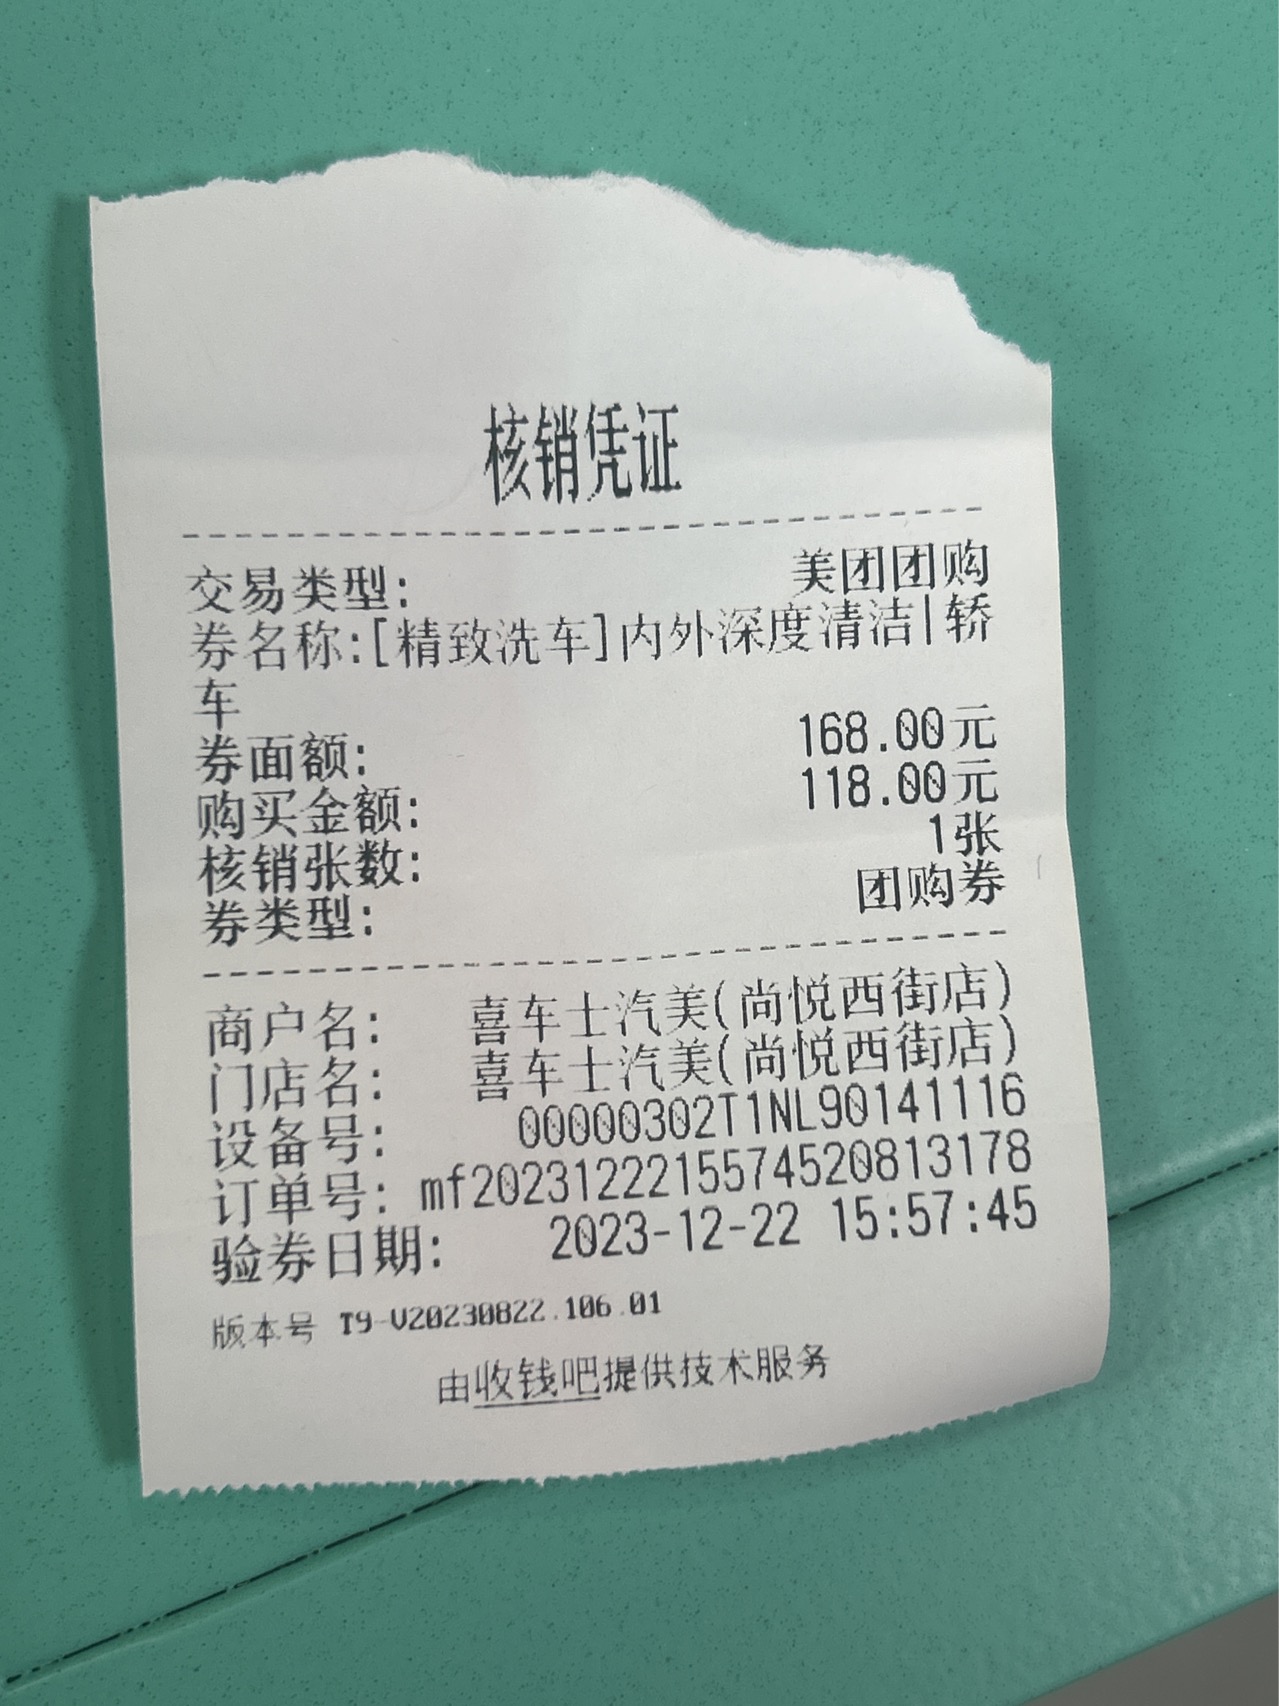 核销凭证
交易类型: 美团团购
券名称:[精致洗车]内外深度清洁|轿
车
券面额: 168.00元
购买金额: 118.00元
核销张数: 1张
券类型: 团购券
商户名: 喜车士汽美(尚悦西街店)
门店名: 喜车士汽美(尚悦西街店)
设备号: 00000302T1NL90141116
订单号: mf2023122215574520813178
验券日期: 2023-12-22 15:57:45
版本号 T9-V20230822.106.01
由收钱吧提供技术服务